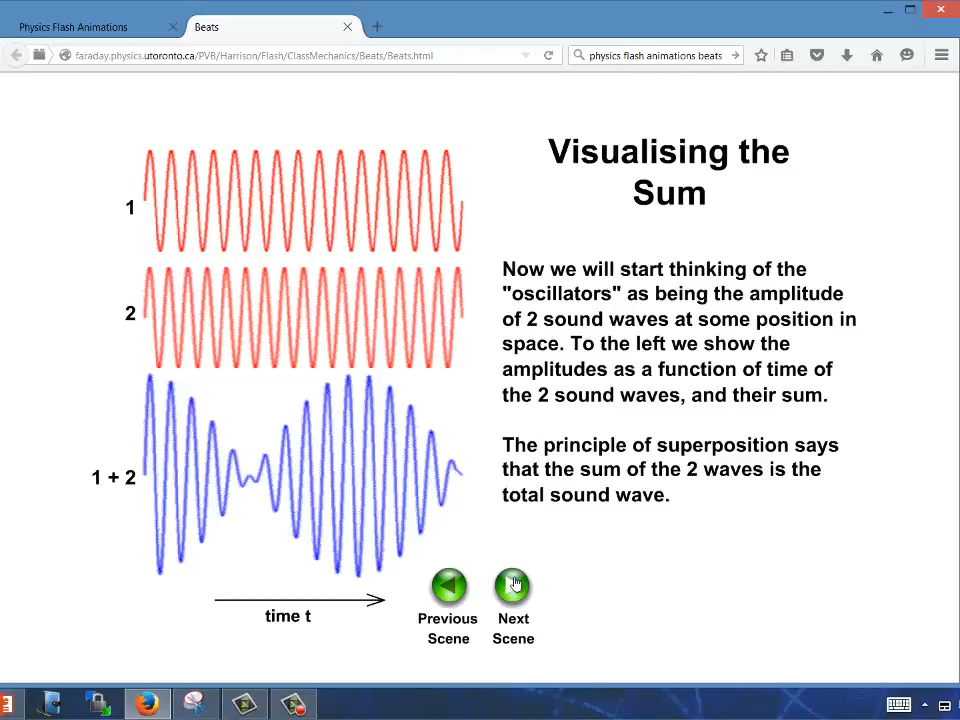 Physics Flash Animations
Beats
faraday.physics.utoronto.ca/PVB/Harrison/Flash/ClassMechanics/Beats/Beats.html
physics flash animations beats
Visualising the
Sum
1
2
1 + 2
time t
Now we will start thinking of the
"oscillators" as being the amplitude
of 2 sound waves at some position in
space. To the left we show the
amplitudes as a function of time of
the 2 sound waves, and their sum.
The principle of superposition says
that the sum of the 2 waves is the
total sound wave.
Previous
Scene
Next
Scene